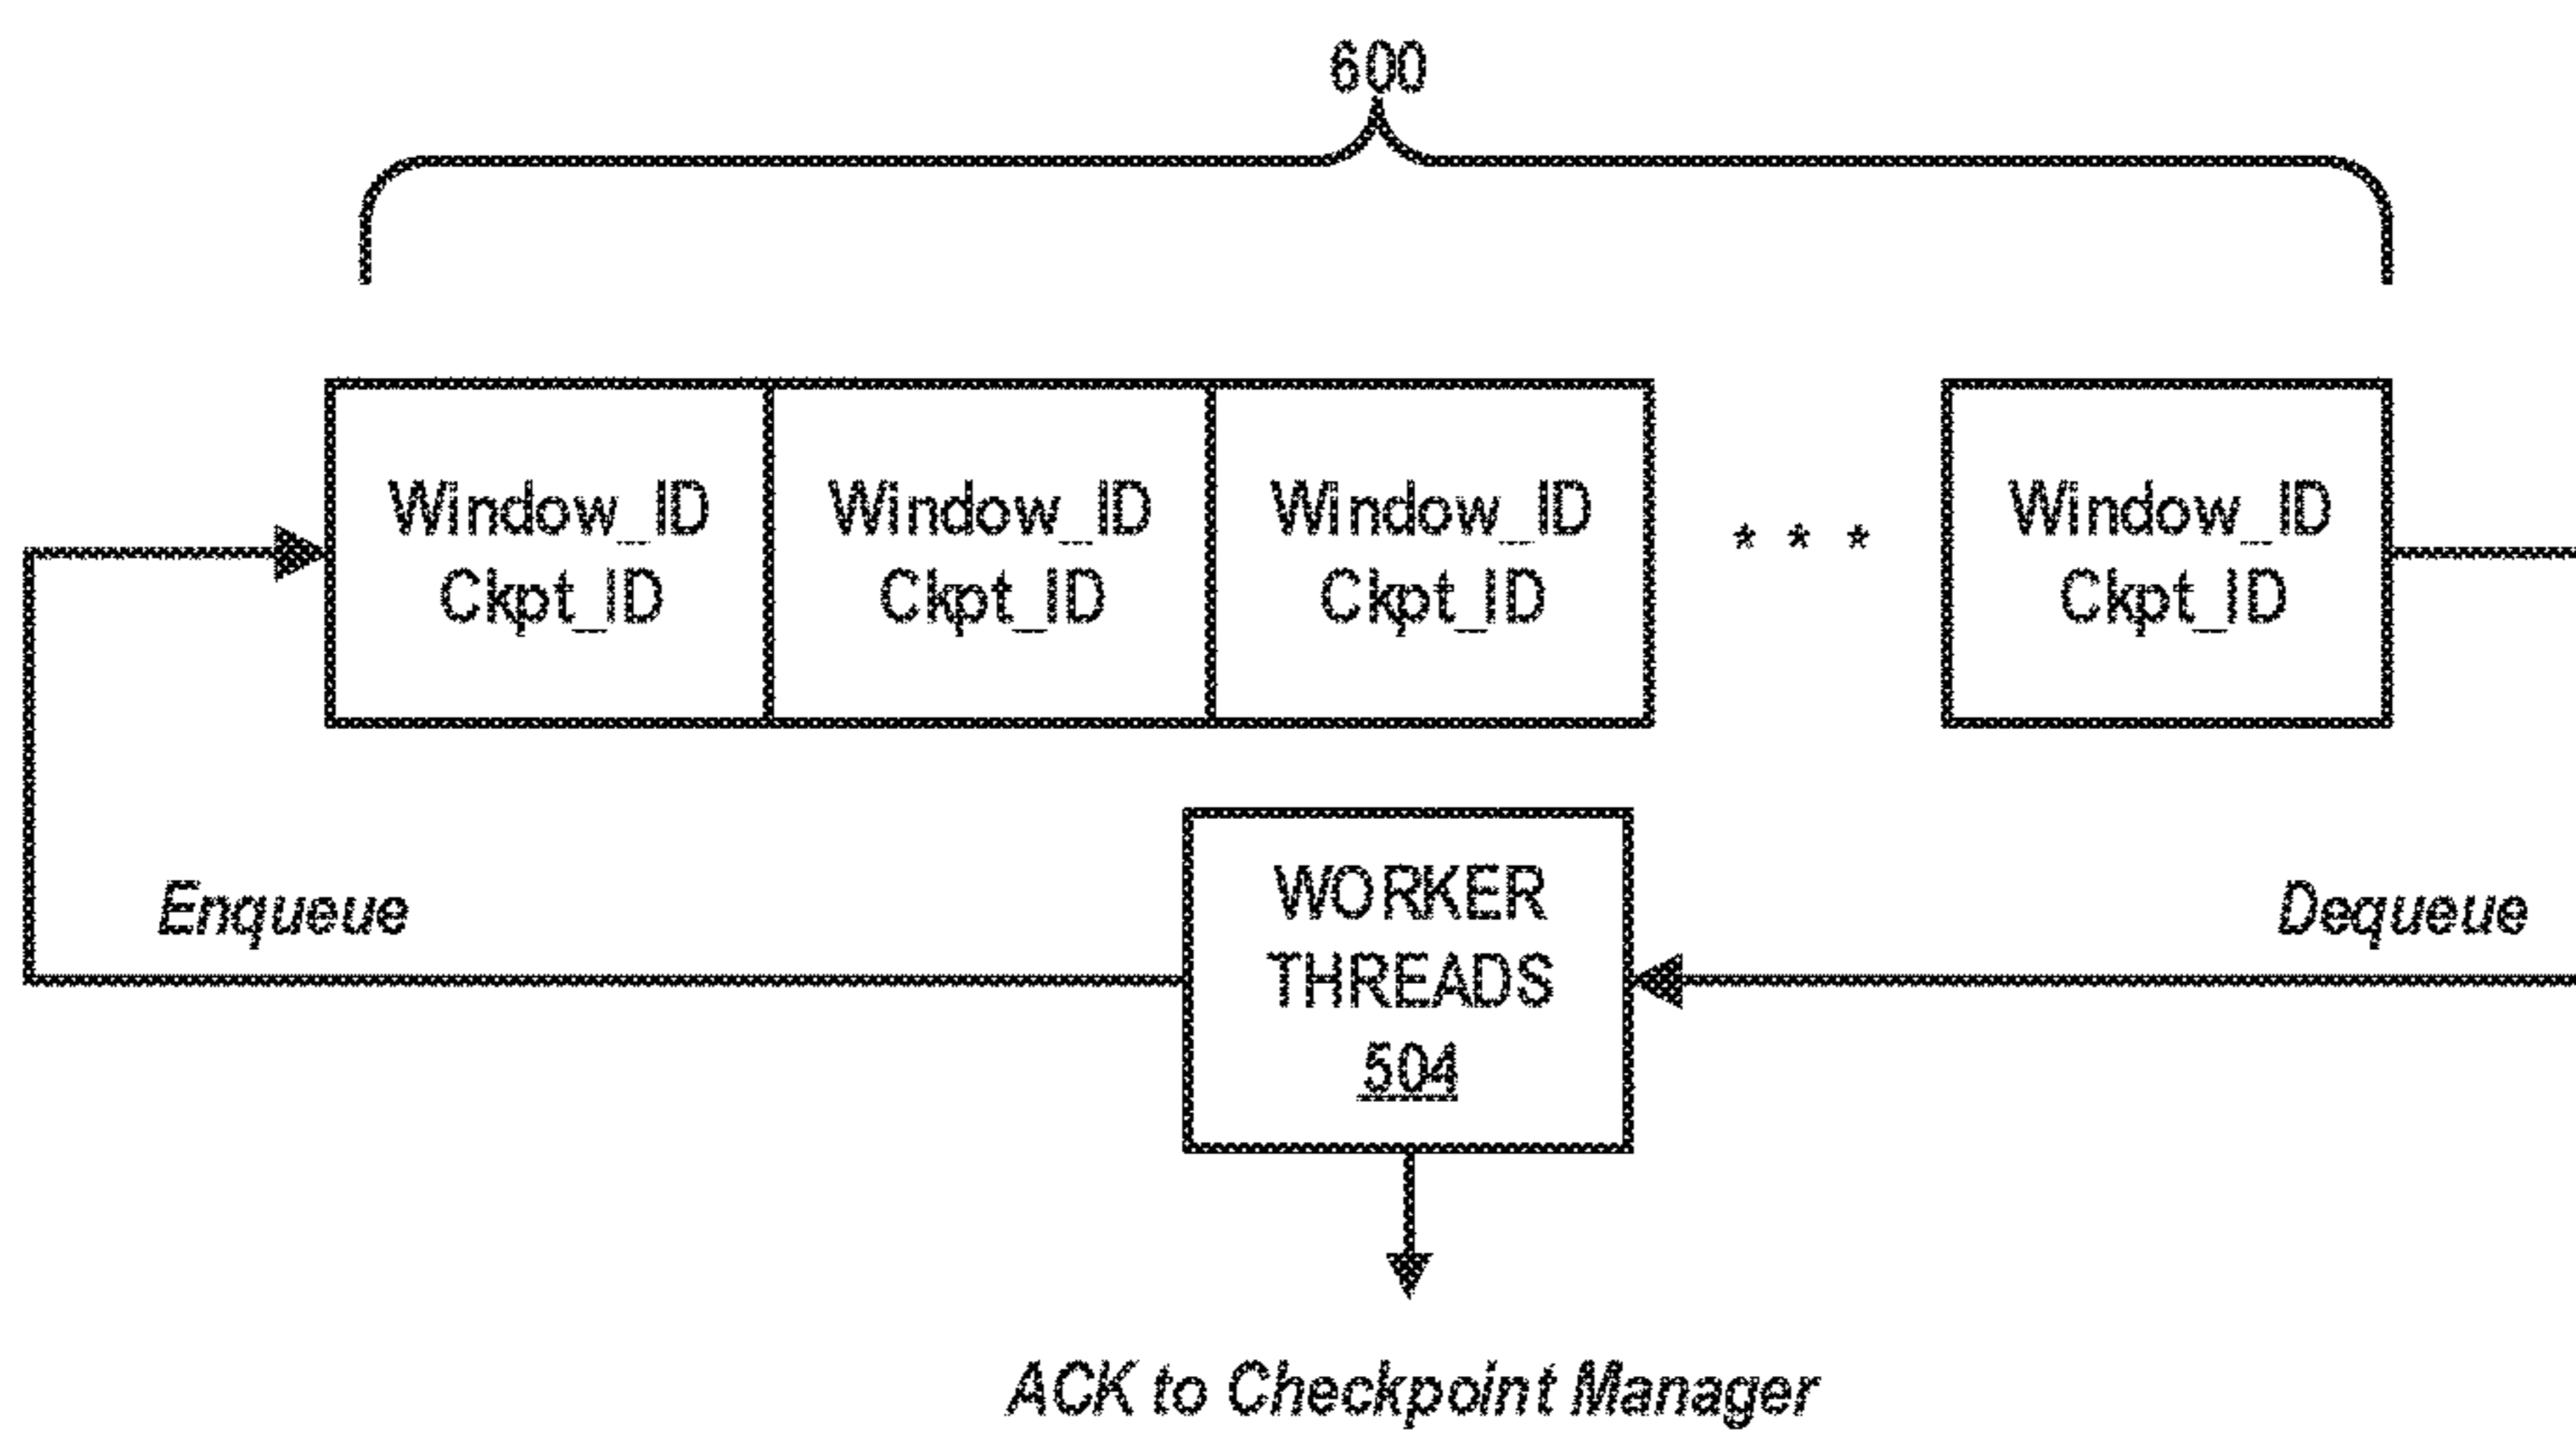 600
Window_ID
Ckpt_ID
Window_ID
Ckpt_ID
Window_ID
Ckpt_ID
* * *
Window_ID
Ckpt_ID
Enqueue
WORKER
THREADS
504
Dequeue
ACK to Checkpoint Manager